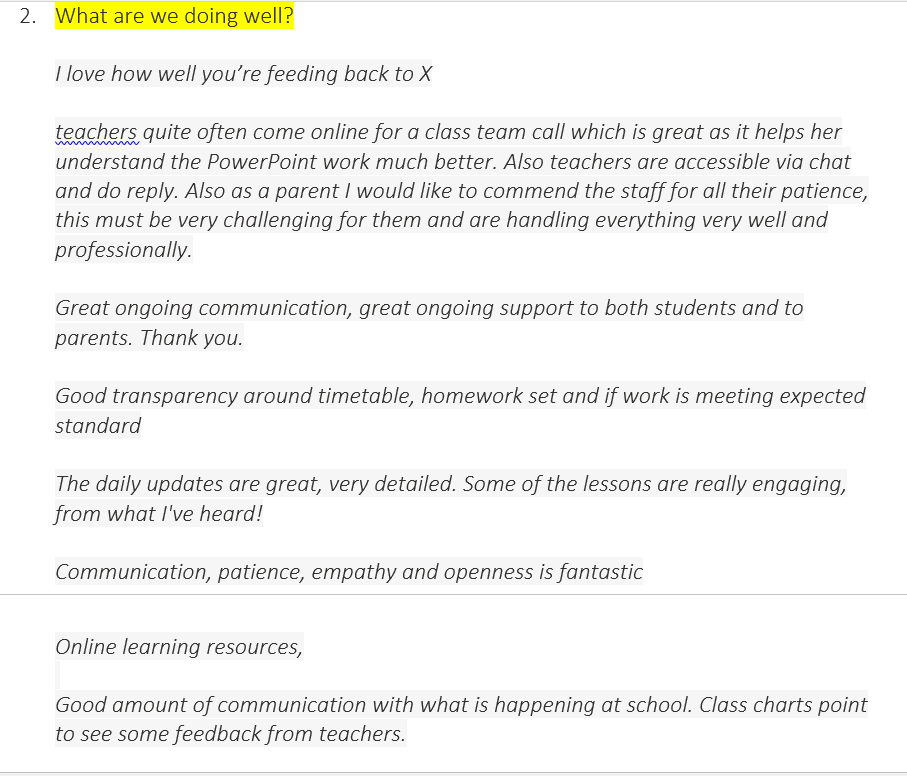 2. What are we doing well?
I love how well you’re feeding back to X
teachers quite often come online for a class team call which is great as it helps her
understand the PowerPoint work much better. Also teachers are accessible via chat
and do reply. Also as a parent I would like to commend the staff for all their patience,
this must be very challenging for them and are handling everything very well and
professionally.
Great ongoing communication, great ongoing support to both students and to
parents. Thank you.
Good transparency around timetable, homework set and if work is meeting expected
standard
The daily updates are great, very detailed. Some of the lessons are really engaging,
from what I've heard!
Communication, patience, empathy and openness is fantastic
Online learning resources,
Good amount of communication with what is happening at school. Class charts point
to see some feedback from teachers.